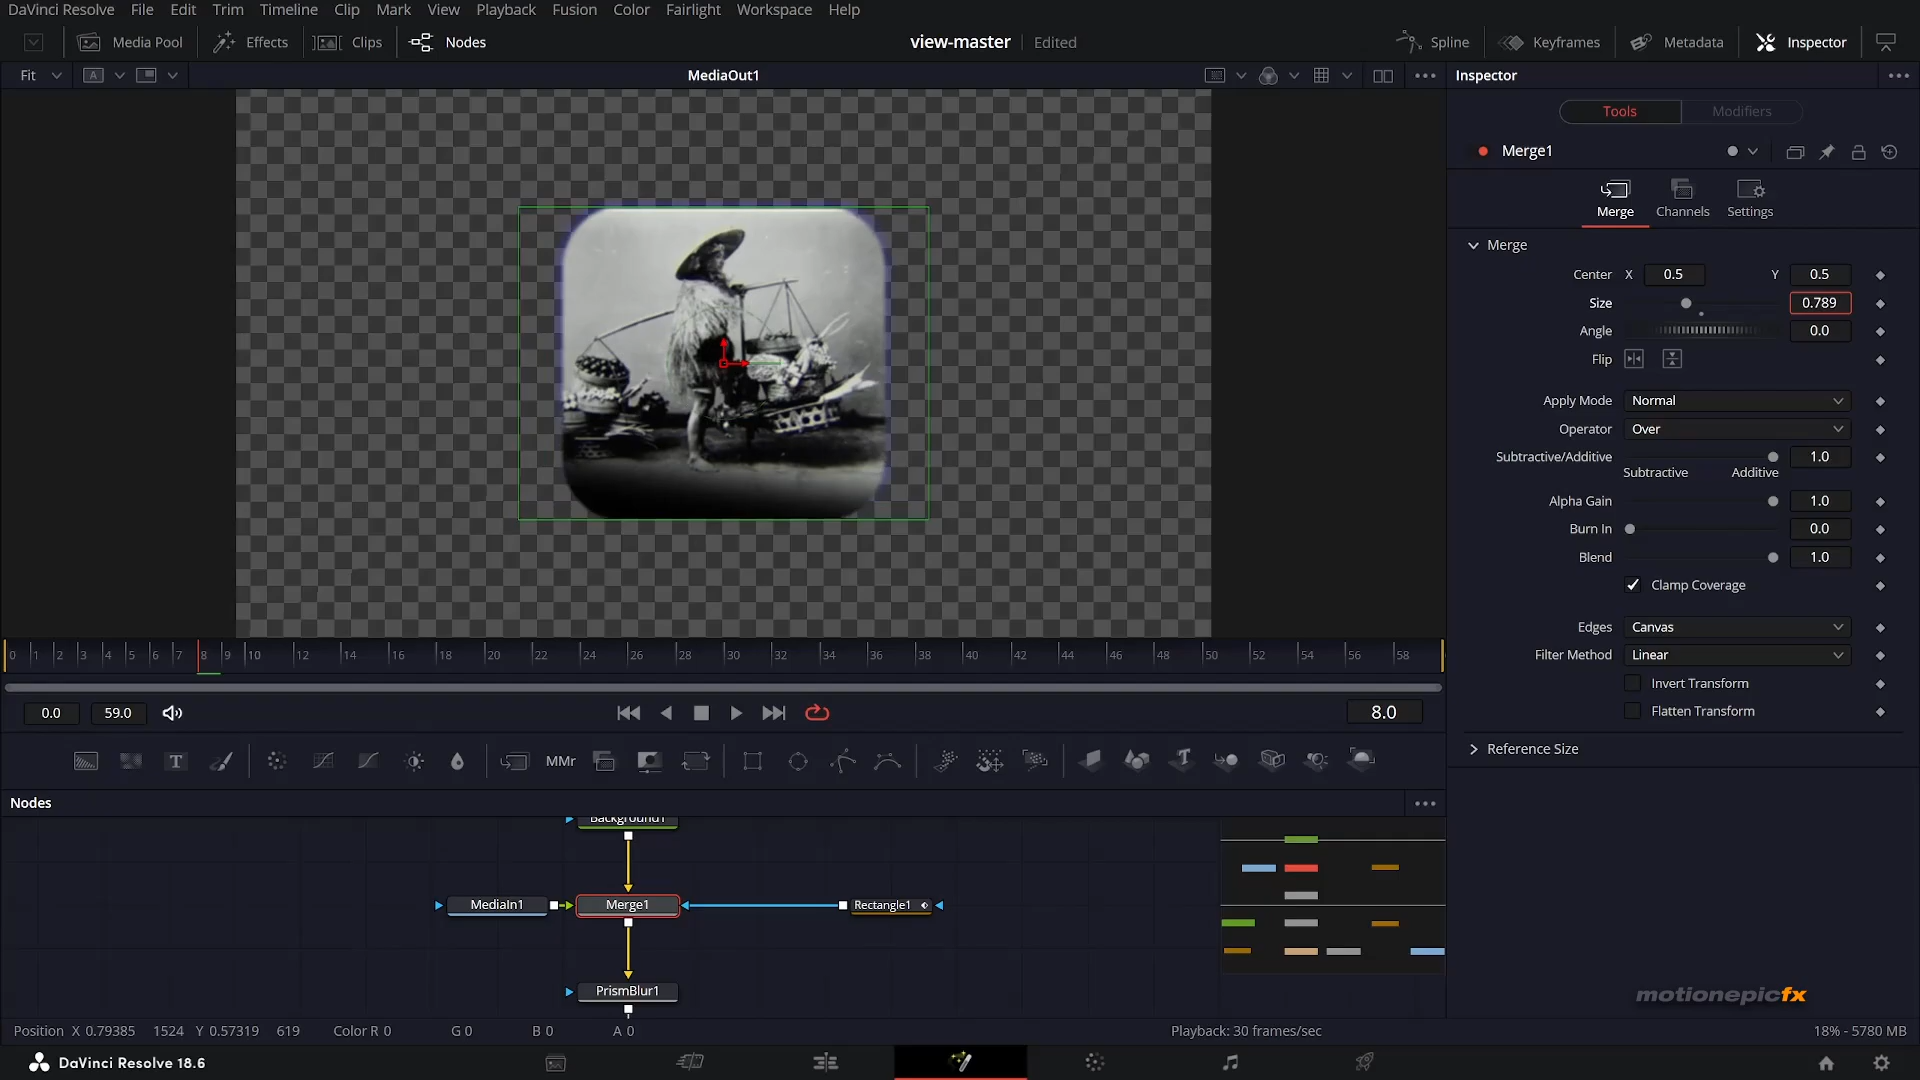 DaVinci Resolve File Edit Trim Timeline Clip Mark View Playback Fusion Color Fairlight Workspace Help
Media Pool Effects Clips Nodes view-master Edited Spline Keyframes Metadata Inspector
Fit A MediaOut1 Inspector
Tools Modifiers
Merge1
Merge Channels Settings
Merge
Center X 0.5 Y 0.5
Size 0.789
Angle 0.0
Flip
Apply Mode Normal
Operator Over
Subtractive/Additive 1.0
Subtractive Additive
Alpha Gain 1.0
Burn In 0.0
Blend 1.0
Clamp Coverage
Edges Canvas
Filter Method Linear
Invert Transform
Flatten Transform
Reference Size
0 1 2 3 4 5 6 7 8 9 10 12 14 16 18 20 22 24 26 28 30 32 34 36 38 40 42 44 46 48 50 52 54 56 58
0.0 59.0 8.0
T MMr
Nodes
Background1
MediaIn1 Merge1 Rectangle1
PrismBlur1
motionepicfx
Position X 0.79385 1524 Y 0.57319 619 Color R 0 G 0 B 0 A 0 Playback: 30 frames/sec 18% - 5780 MB
DaVinci Resolve 18.6